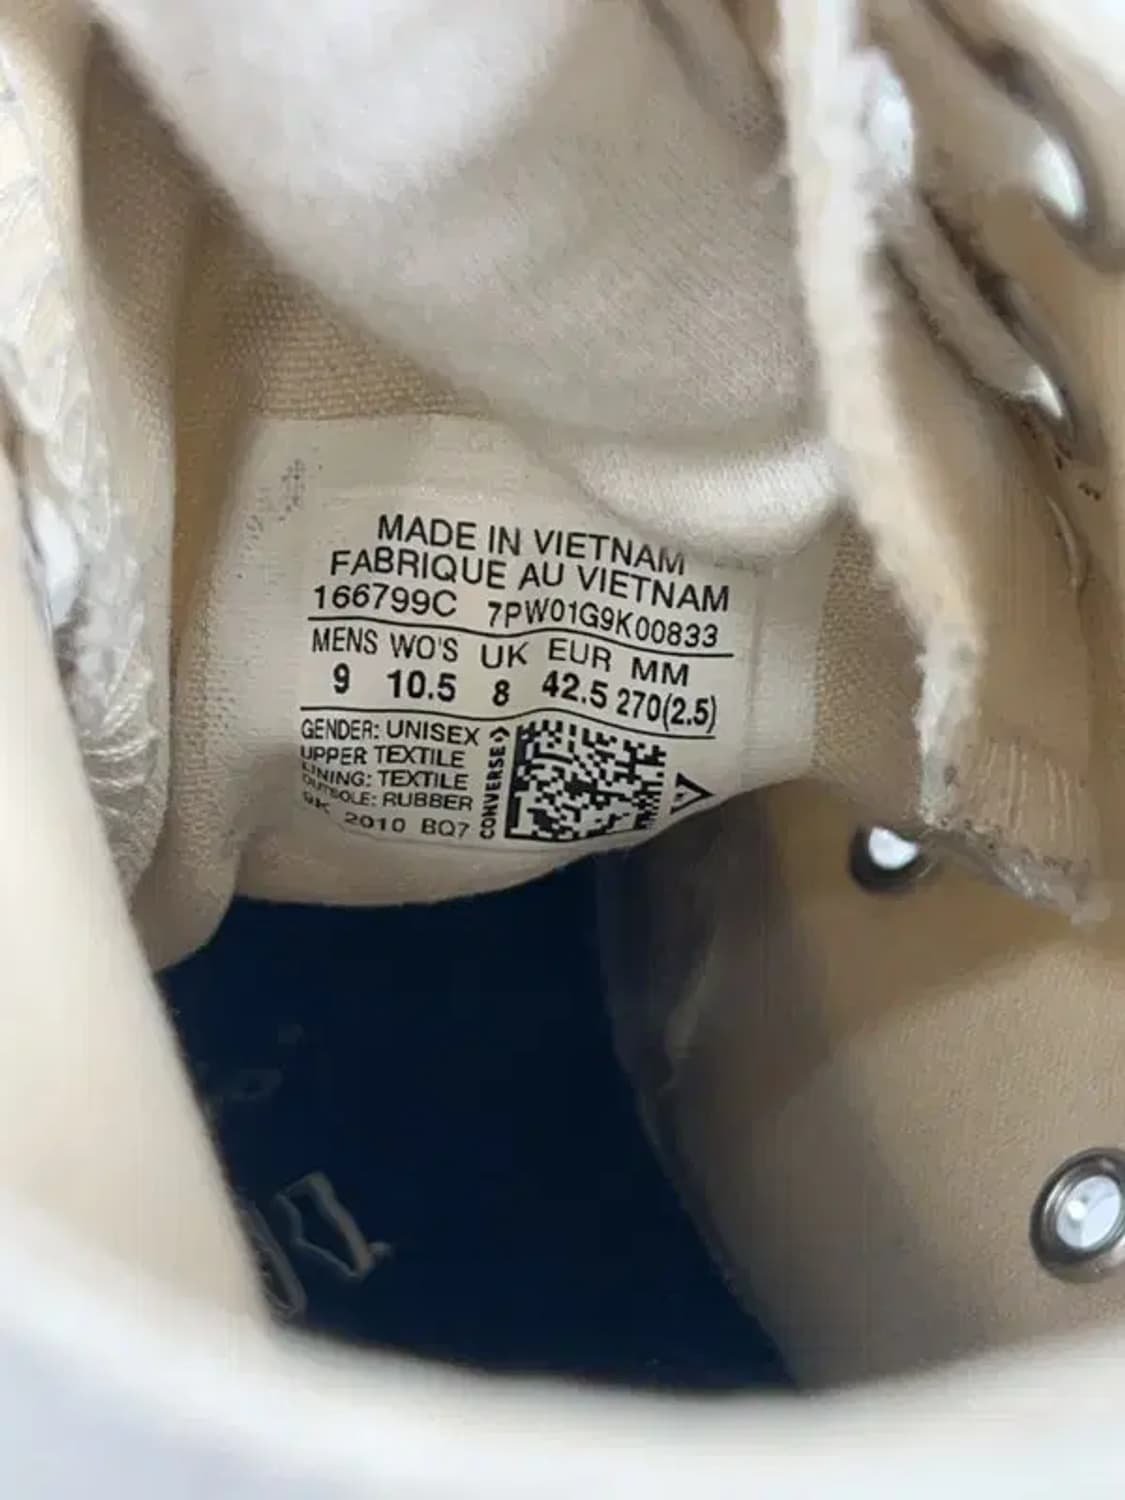 MADE IN VIETNAM
FABRIQUE AU VIETNAM
166799C 7PW01G9K00833
MENS WO'S UK EUR MM
9 10.5 8 42.5 270(2.5)
GENDER: UNISEX
UPPER TEXTILE
LINING: TEXTILE
OUTSOLE: RUBBER
2010 BQ7
CONVERSE